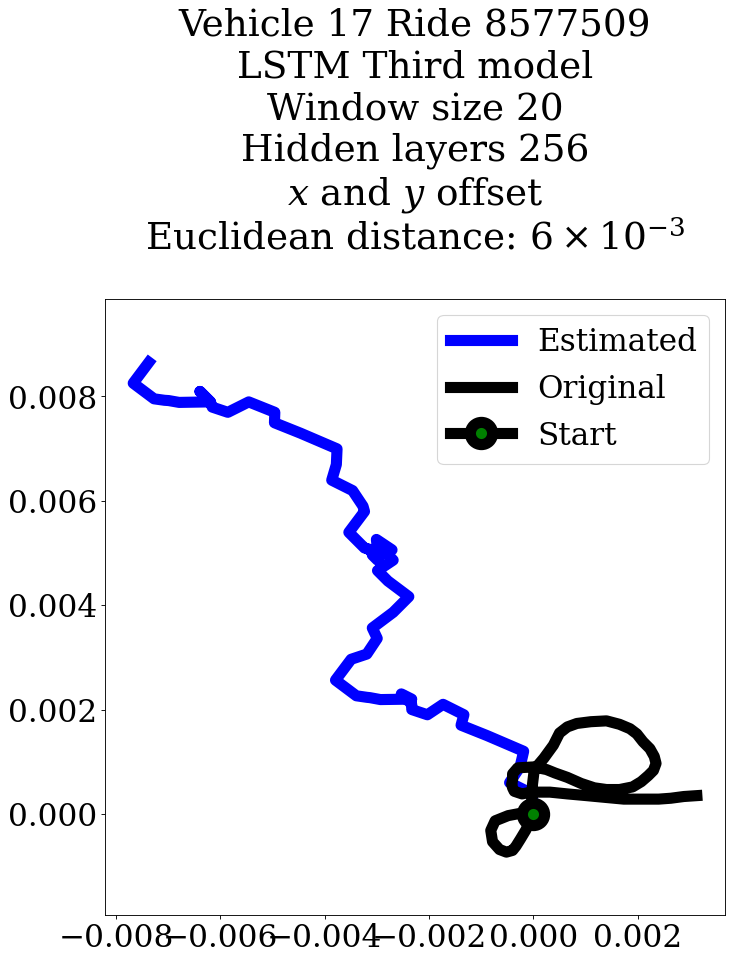 Vehicle 17 Ride 8577509
LSTM Third model
Window size 20
Hidden layers 256
x and y offset
Euclidean distance: 6 × 10⁻³
Estimated
Original
Start
0.008
0.006
0.004
0.002
0.000
−0.008 −0.006 −0.004 −0.002 0.000 0.002